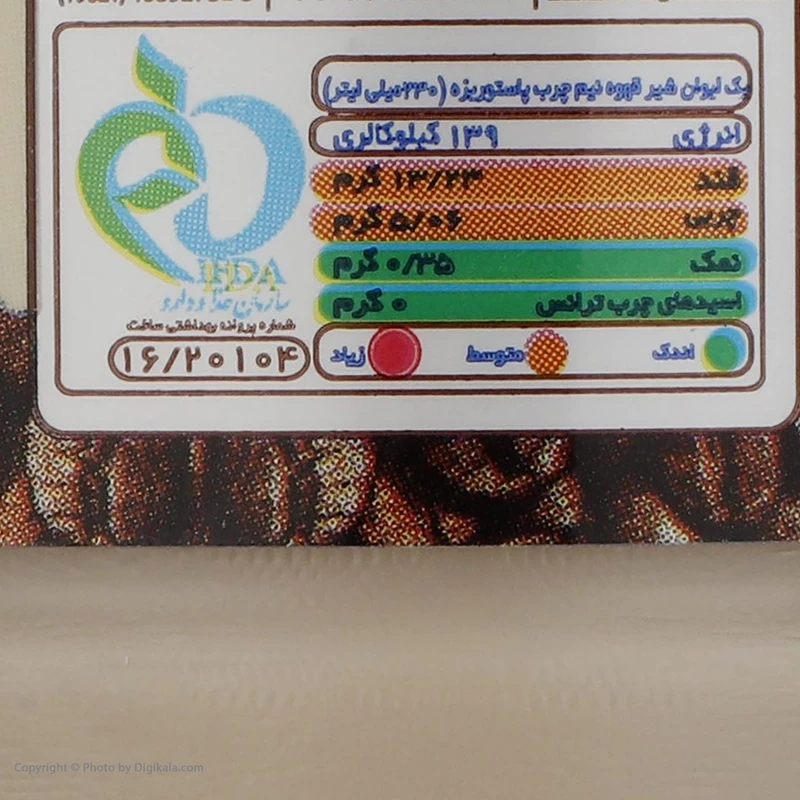 یک لیوان شیر قهوه نیم چرب پاستوریزه (۲۳۰میلی لیتر)
انرژی ۱۳۹ کیلوکالری
قند ۱۳/۲۳ گرم
چربی ۵/۰۶ گرم
نمک ۰/۳۵ گرم
اسیدهای چرب ترانس ۰ گرم
اندک متوسط زیاد
IFDA
سازمان غذا و دارو
شماره پروانه بهداشتی ساخت
۱۶/۲۰۱۰۴
Copyright © Photo by Digikala.com